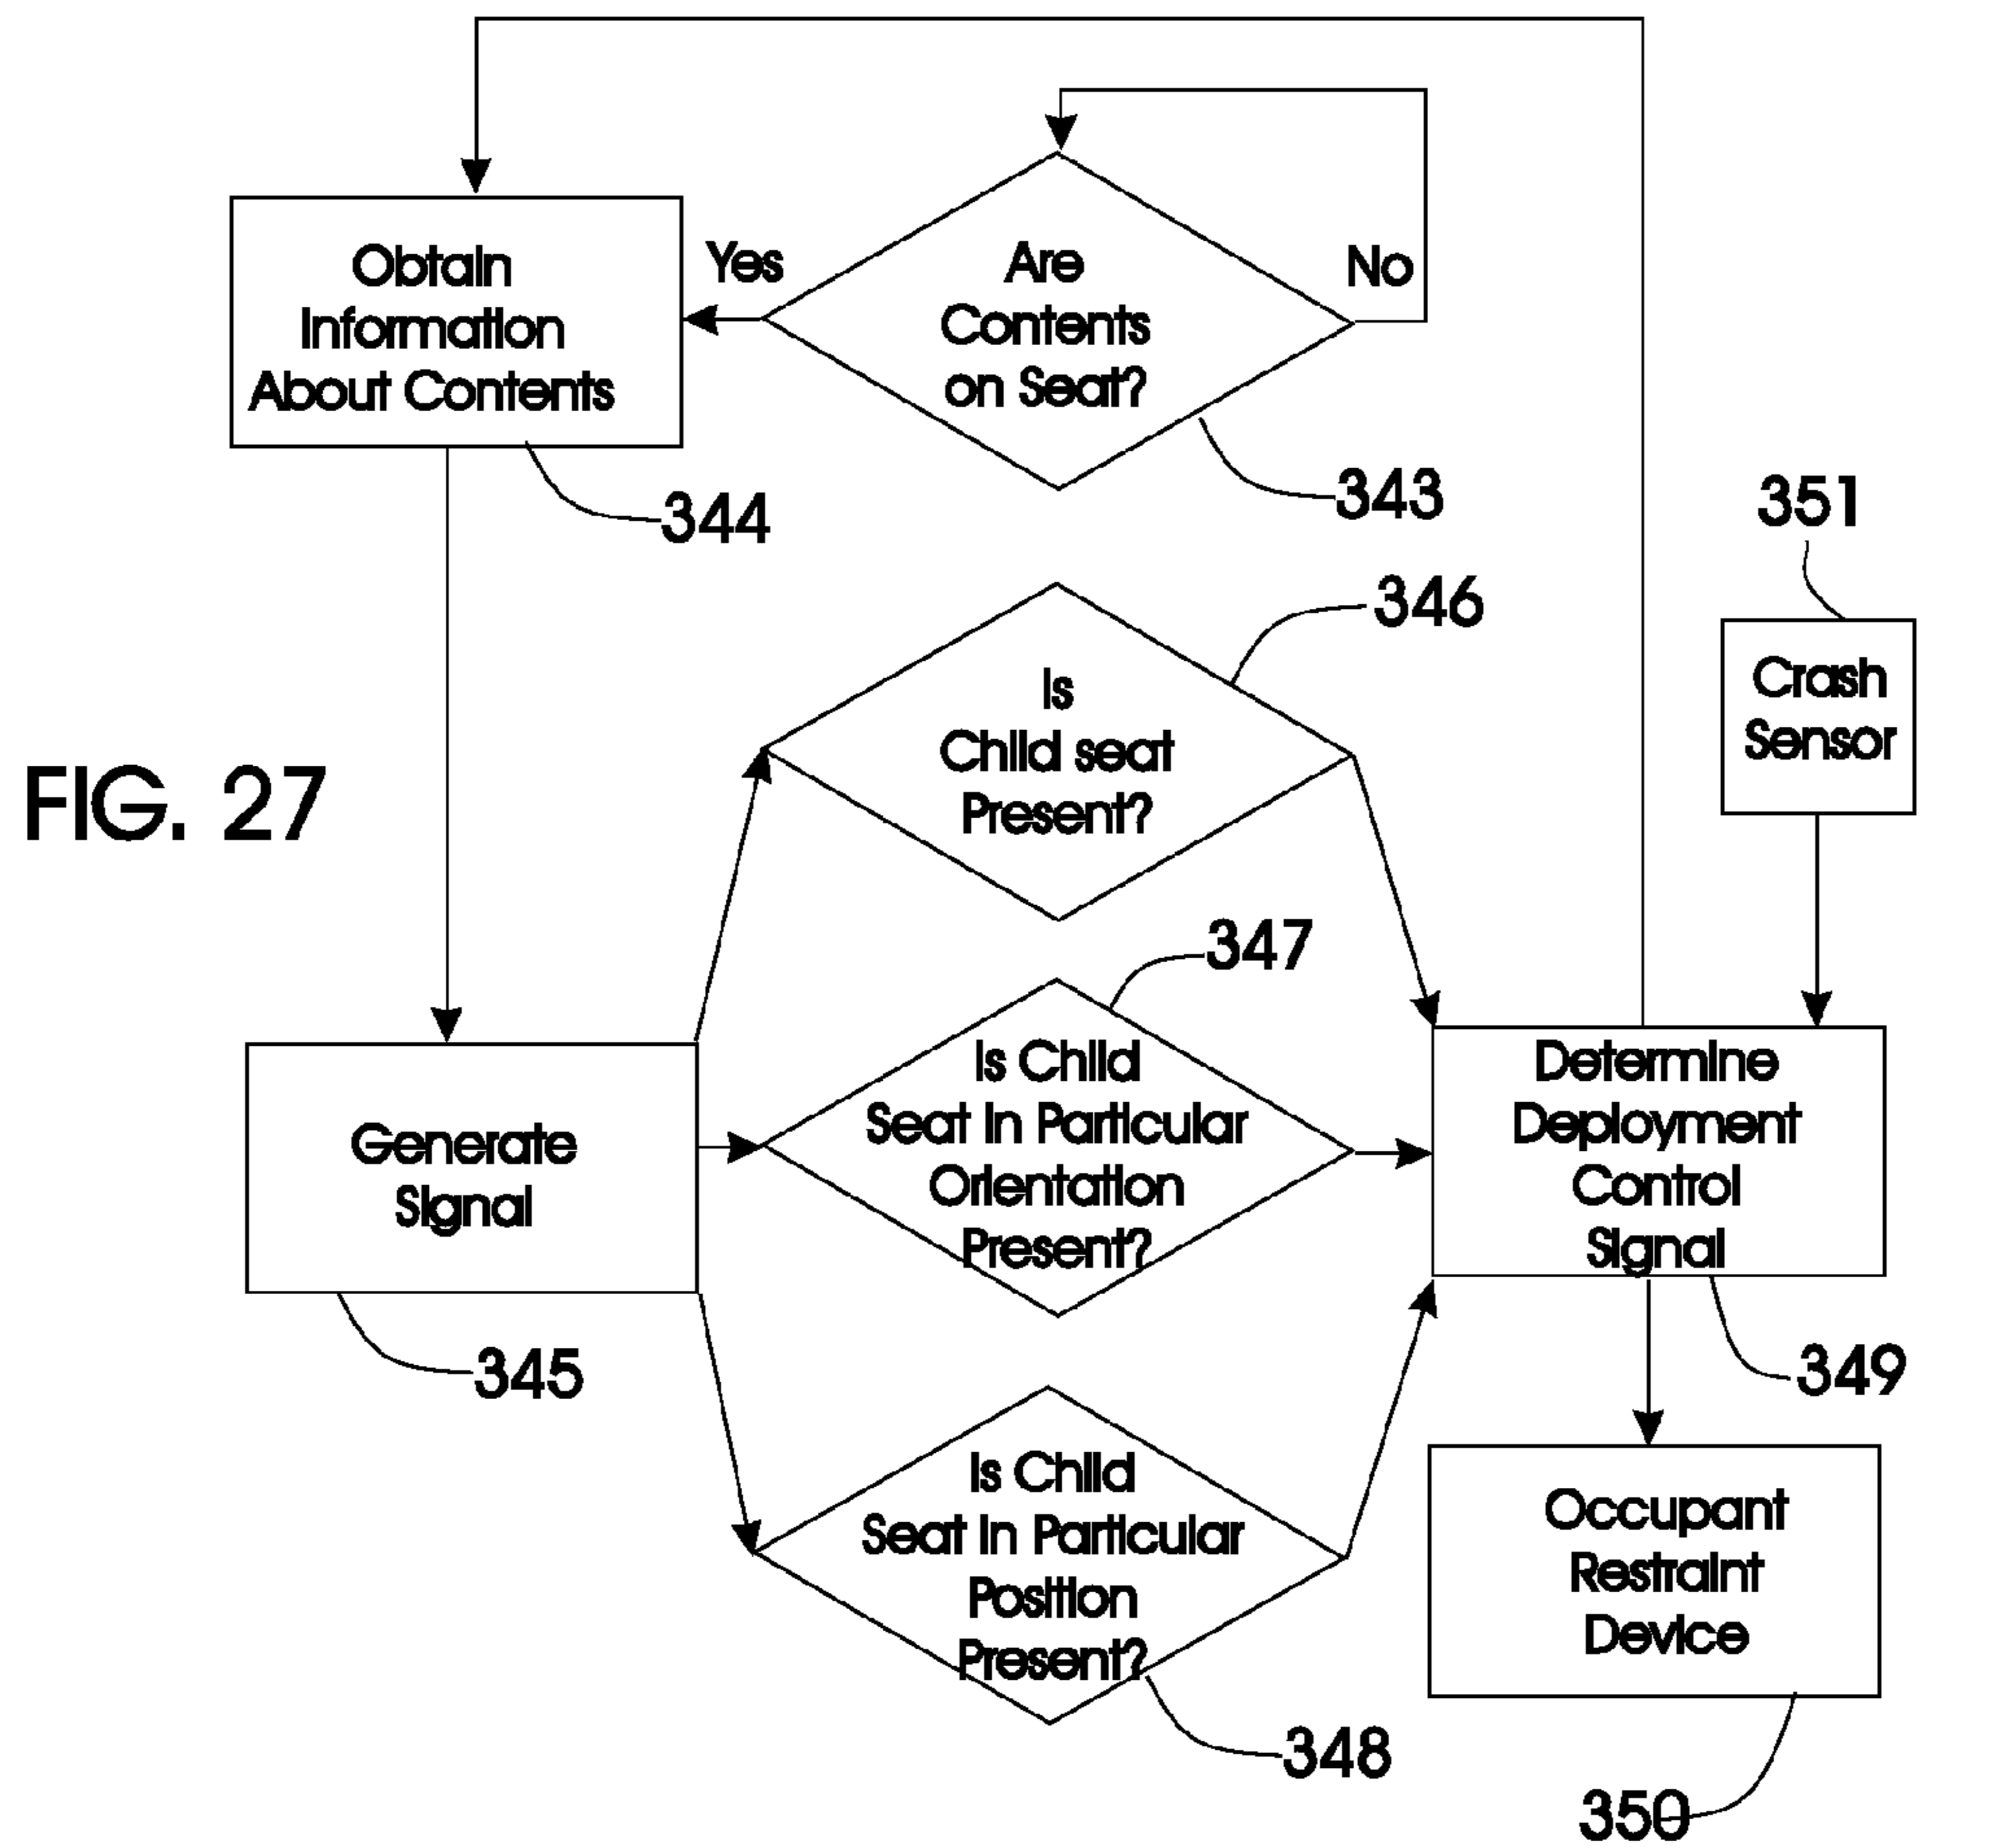 Obtain
Information
About Contents
Yes
Are
Contents
on Seat?
No
344
343
351
Crash
Sensor
346
Is
Child seat
Present?
FIG. 27
347
Is Child
Seat in Particular
Orientation
Present?
Generate
Signal
345
Determine
Deployment
Control
Signal
349
Is Child
Seat in Particular
Position
Present?
348
Occupant
Restraint
Device
350